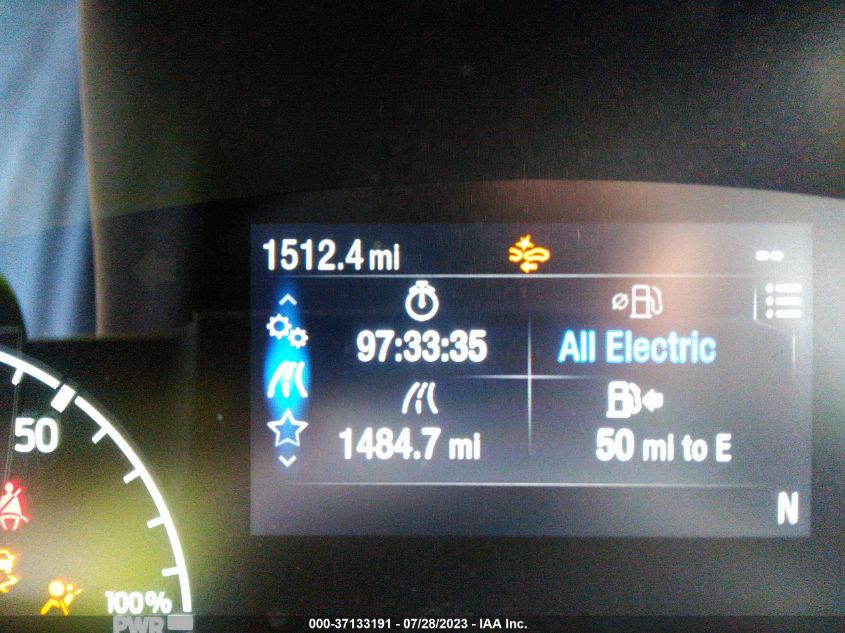 1512.4 mi
--
97:33:35
All Electric
1484.7 mi
50 mi to E
N
50
100%
PWR
000-37133191 - 07/28/2023 - IAA Inc.